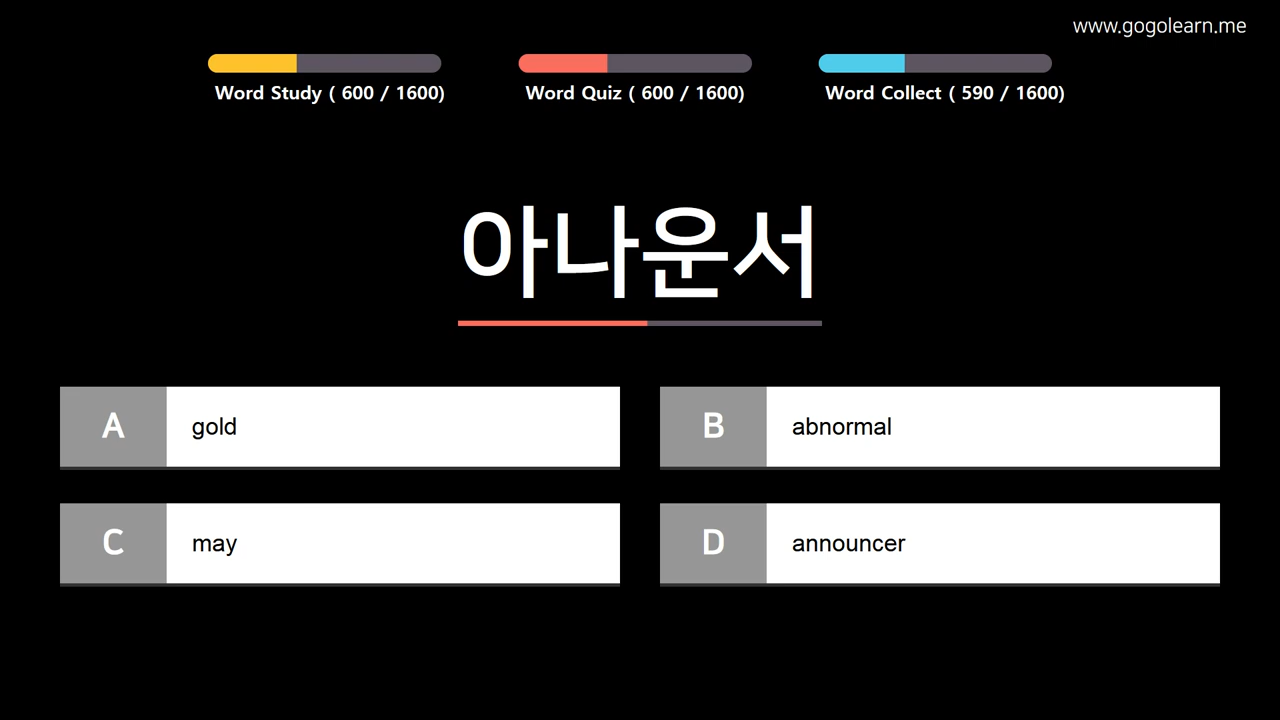 www.gogolearn.me
Word Study ( 600 / 1600)
Word Quiz ( 600 / 1600)
Word Collect ( 590 / 1600)
아나운서
A gold
B abnormal
C may
D announcer